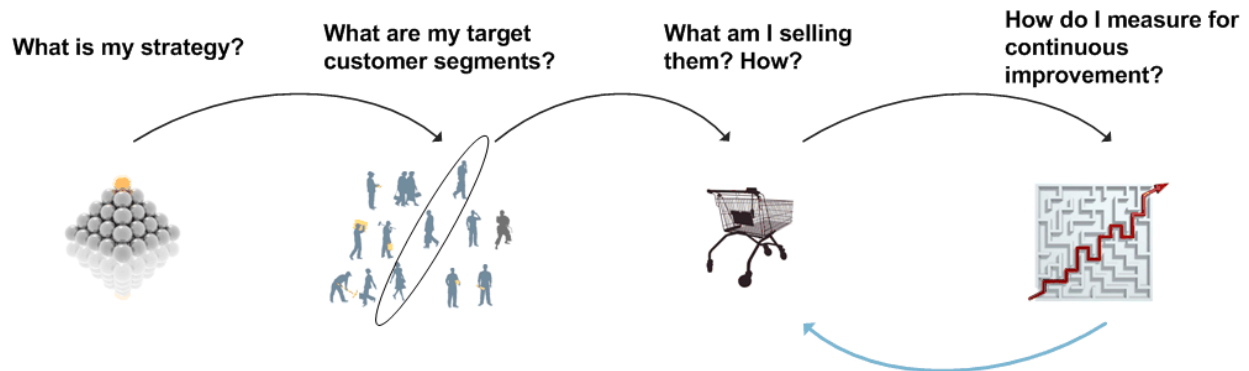 What is my strategy?
What are my target
customer segments?
What am I selling
them? How?
How do I measure for
continuous
improvement?